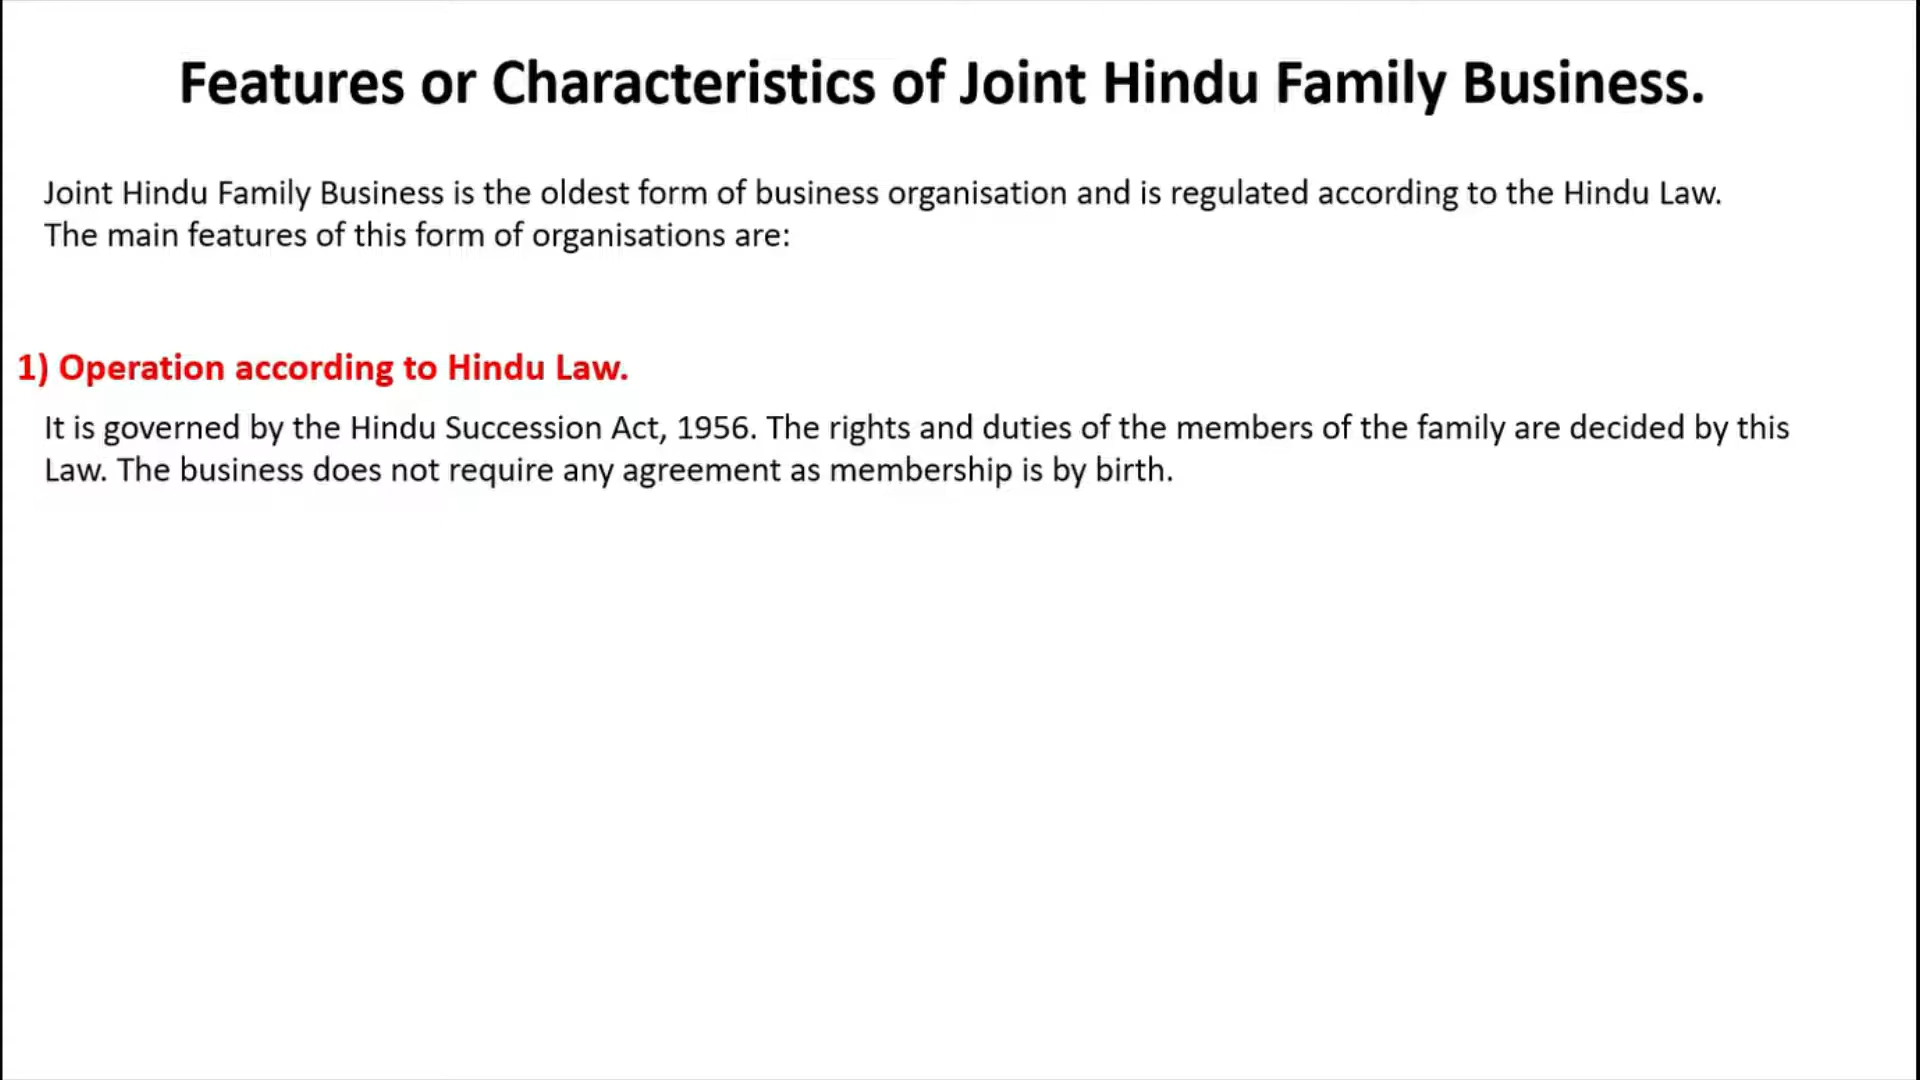 Features or Characteristics of Joint Hindu Family Business.
Joint Hindu Family Business is the oldest form of business organisation and is regulated according to the Hindu Law.
The main features of this form of organisations are:
1) Operation according to Hindu Law.
It is governed by the Hindu Succession Act, 1956. The rights and duties of the members of the family are decided by this
Law. The business does not require any agreement as membership is by birth.